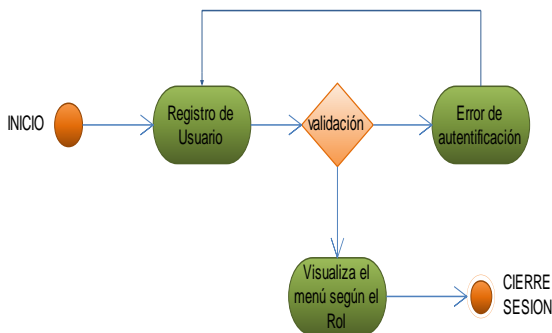 INICIO
Registro de
Usuario
validación
Error de
autentificación
Visualiza el
menú según el
Rol
CIERRE
SESION